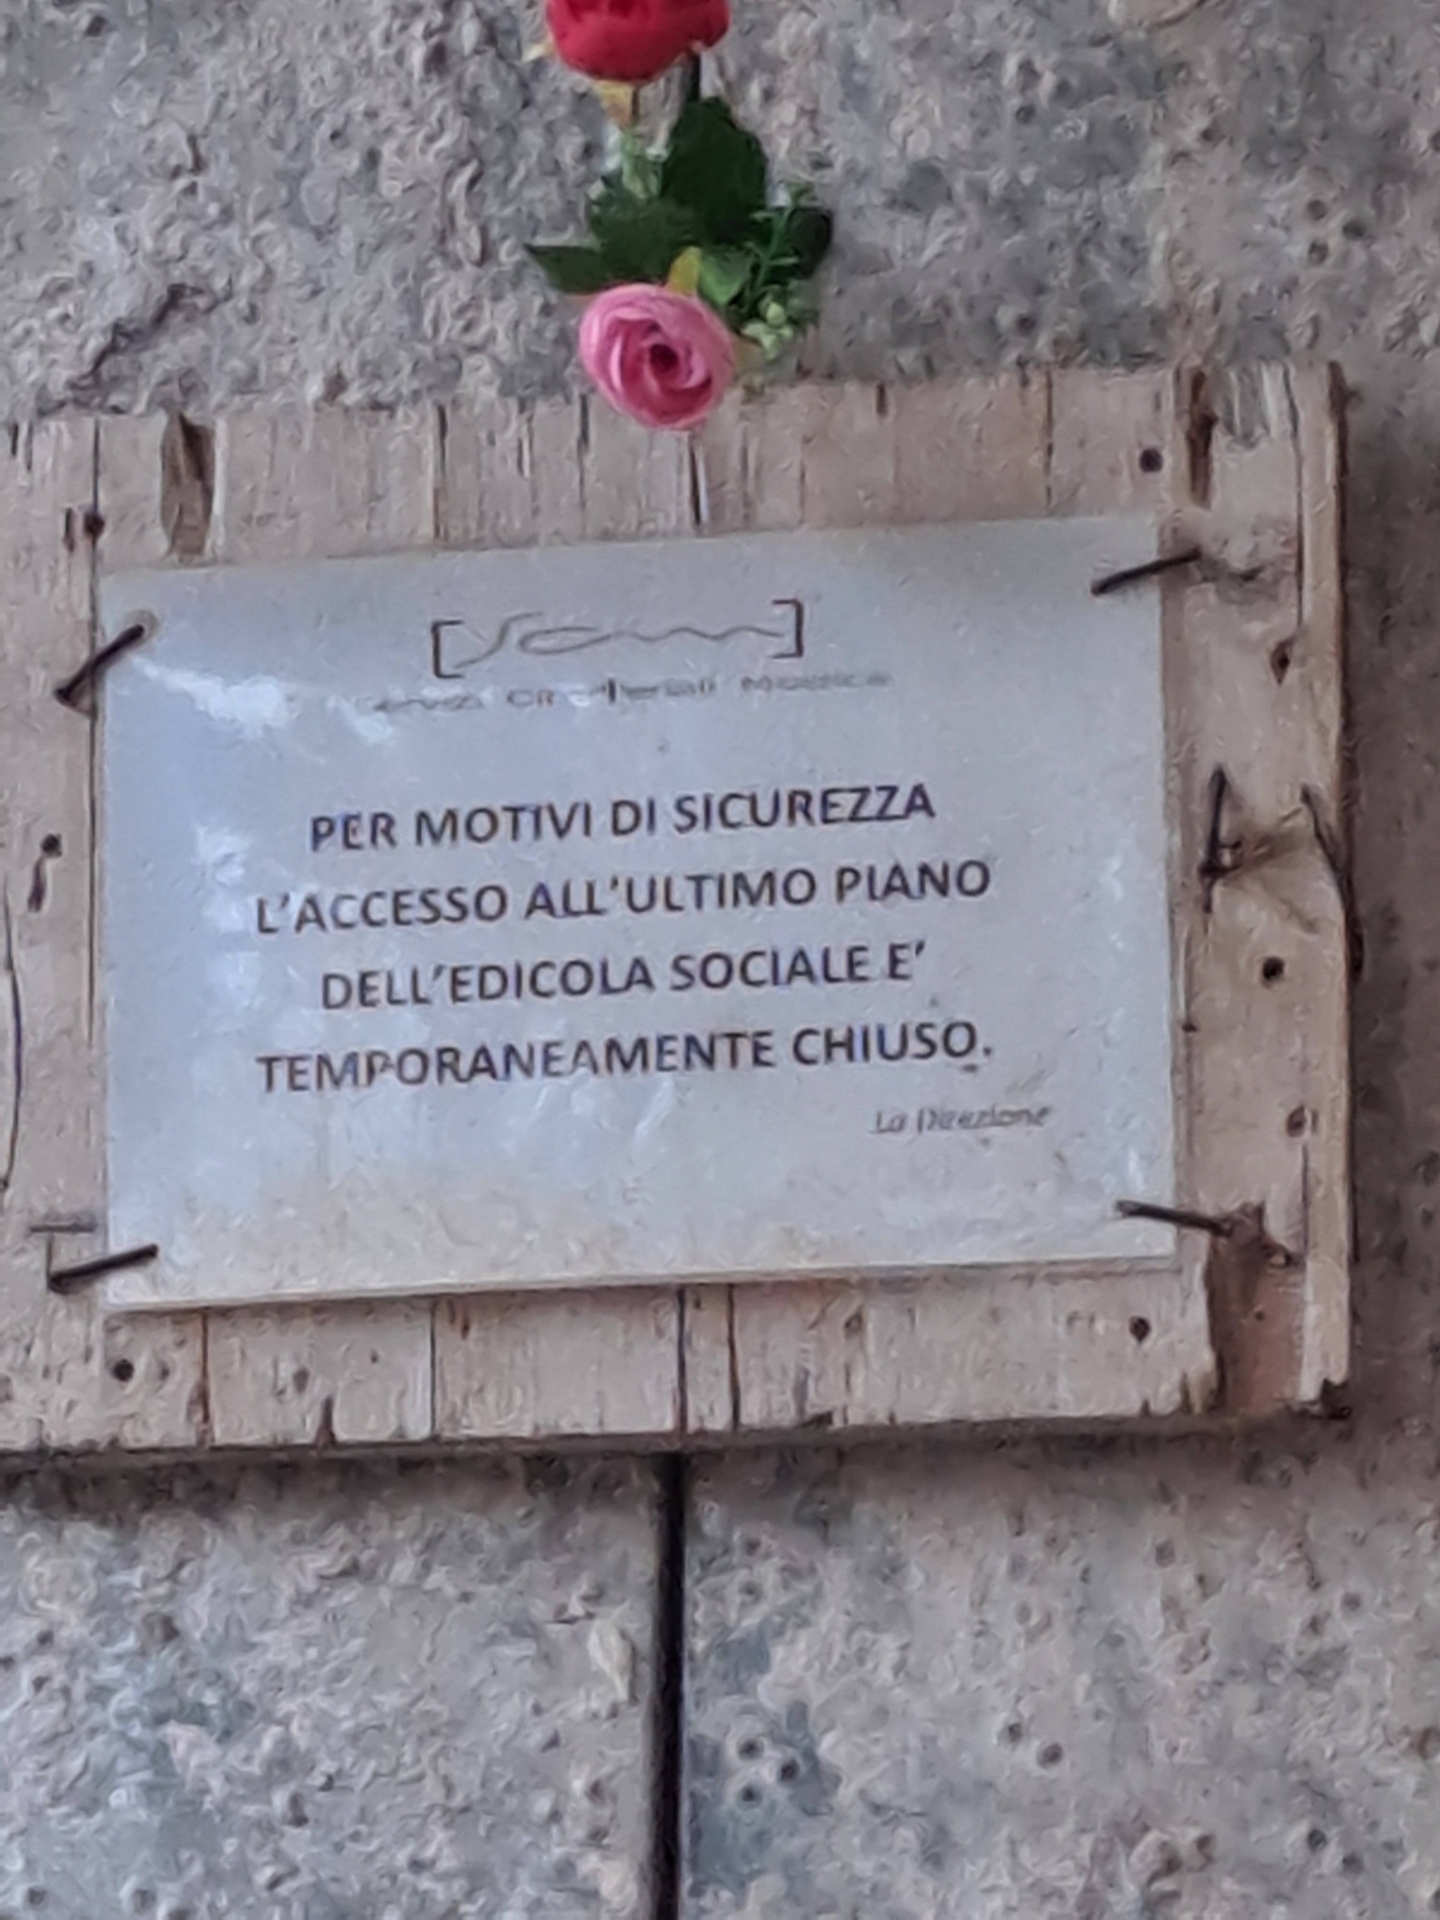 PER MOTIVI DI SICUREZZA
L'ACCESSO ALL'ULTIMO PIANO
DELL'EDICOLA SOCIALE E'
TEMPORANEAMENTE CHIUSO.
La Direzione